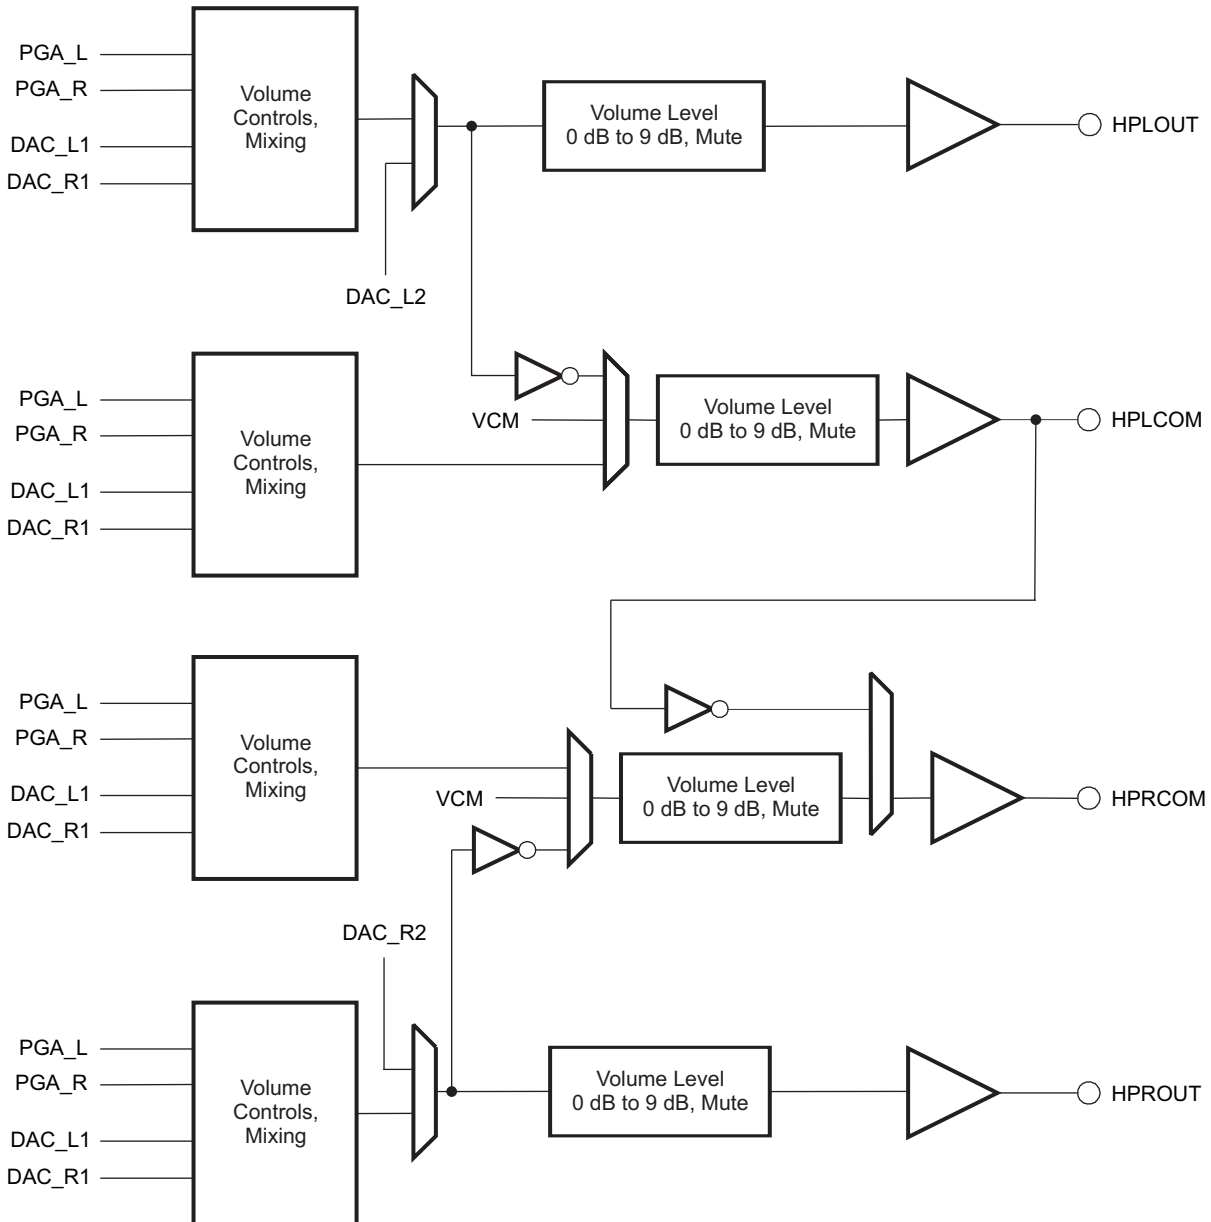 PGA_L
PGA_R
DAC_L1
DAC_R1
Volume
Controls,
Mixing
DAC_L2
Volume Level
0 dB to 9 dB, Mute
HPLOUT
PGA_L
PGA_R
DAC_L1
DAC_R1
Volume
Controls,
Mixing
VCM
Volume Level
0 dB to 9 dB, Mute
HPLCOM
PGA_L
PGA_R
DAC_L1
DAC_R1
Volume
Controls,
Mixing
VCM
Volume Level
0 dB to 9 dB, Mute
HPRCOM
DAC_R2
PGA_L
PGA_R
DAC_L1
DAC_R1
Volume
Controls,
Mixing
Volume Level
0 dB to 9 dB, Mute
HPROUT